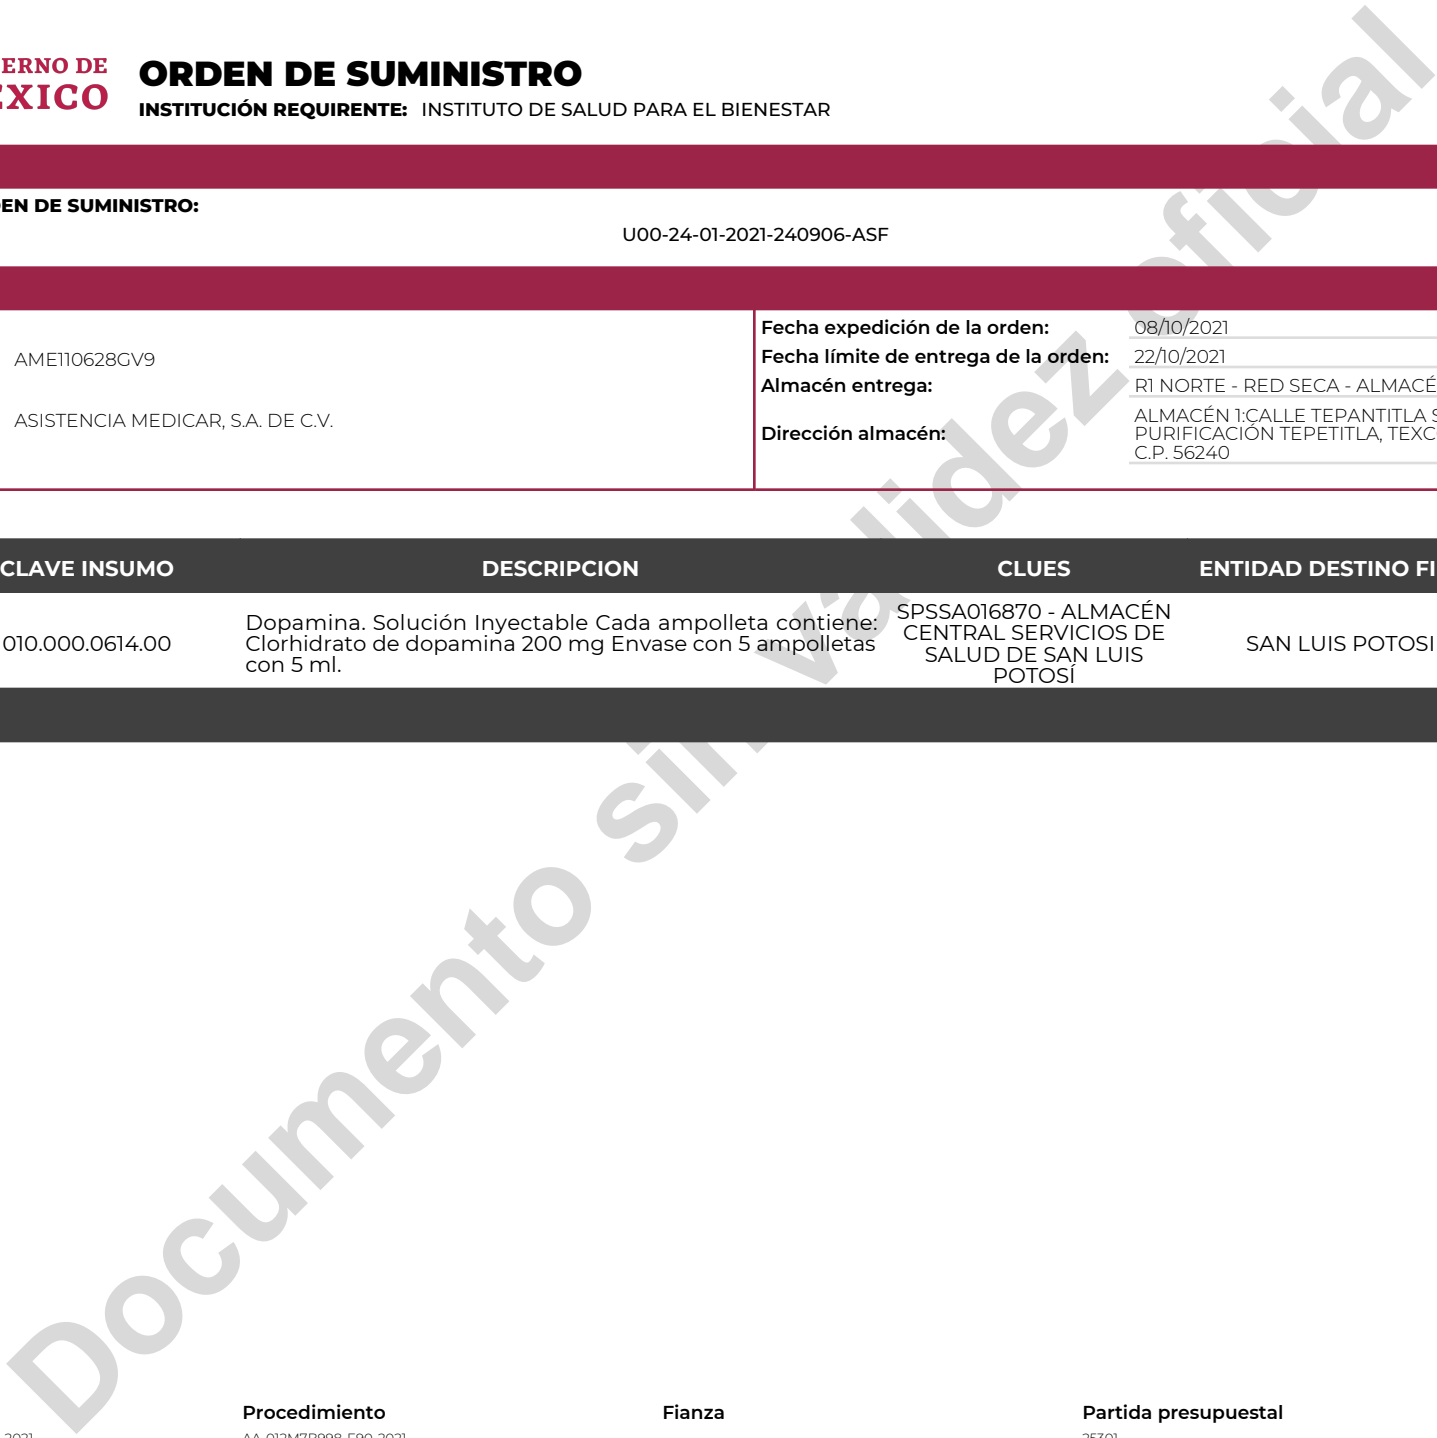 ERNO DE
EXICO
ORDEN DE SUMINISTRO
INSTITUCIÓN REQUIRENTE: INSTITUTO DE SALUD PARA EL BIENESTAR
EN DE SUMINISTRO:
U00-24-01-2021-240906-ASF
AME110628GV9
ASISTENCIA MEDICAR, S.A. DE C.V.
Fecha expedición de la orden: 08/10/2021
Fecha límite de entrega de la orden: 22/10/2021
Almacén entrega: R1 NORTE - RED SECA - ALMACÉ
Dirección almacén: ALMACÉN 1:CALLE TEPANTITLA S
PURIFICACIÓN TEPETITLA, TEXC
C.P. 56240
CLAVE INSUMO DESCRIPCION CLUES ENTIDAD DESTINO FI
010.000.0614.00
Dopamina. Solución Inyectable Cada ampolleta contiene:
Clorhidrato de dopamina 200 mg Envase con 5 ampolletas
con 5 ml.
SPSSA016870 - ALMACÉN
CENTRAL SERVICIOS DE
SALUD DE SAN LUIS
POTOSÍ
SAN LUIS POTOSI
Documento sin validez oficial
Procedimiento Fianza Partida presupuestal